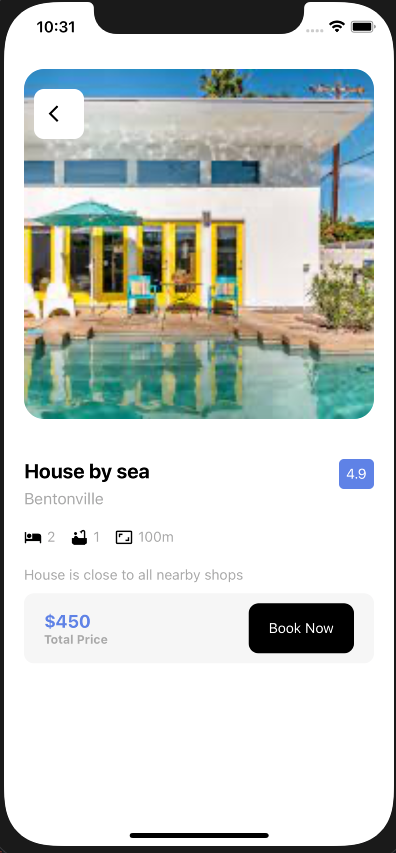 10:31
House by sea
4.9
Bentonville
2 1 100m
House is close to all nearby shops
$450
Total Price
Book Now